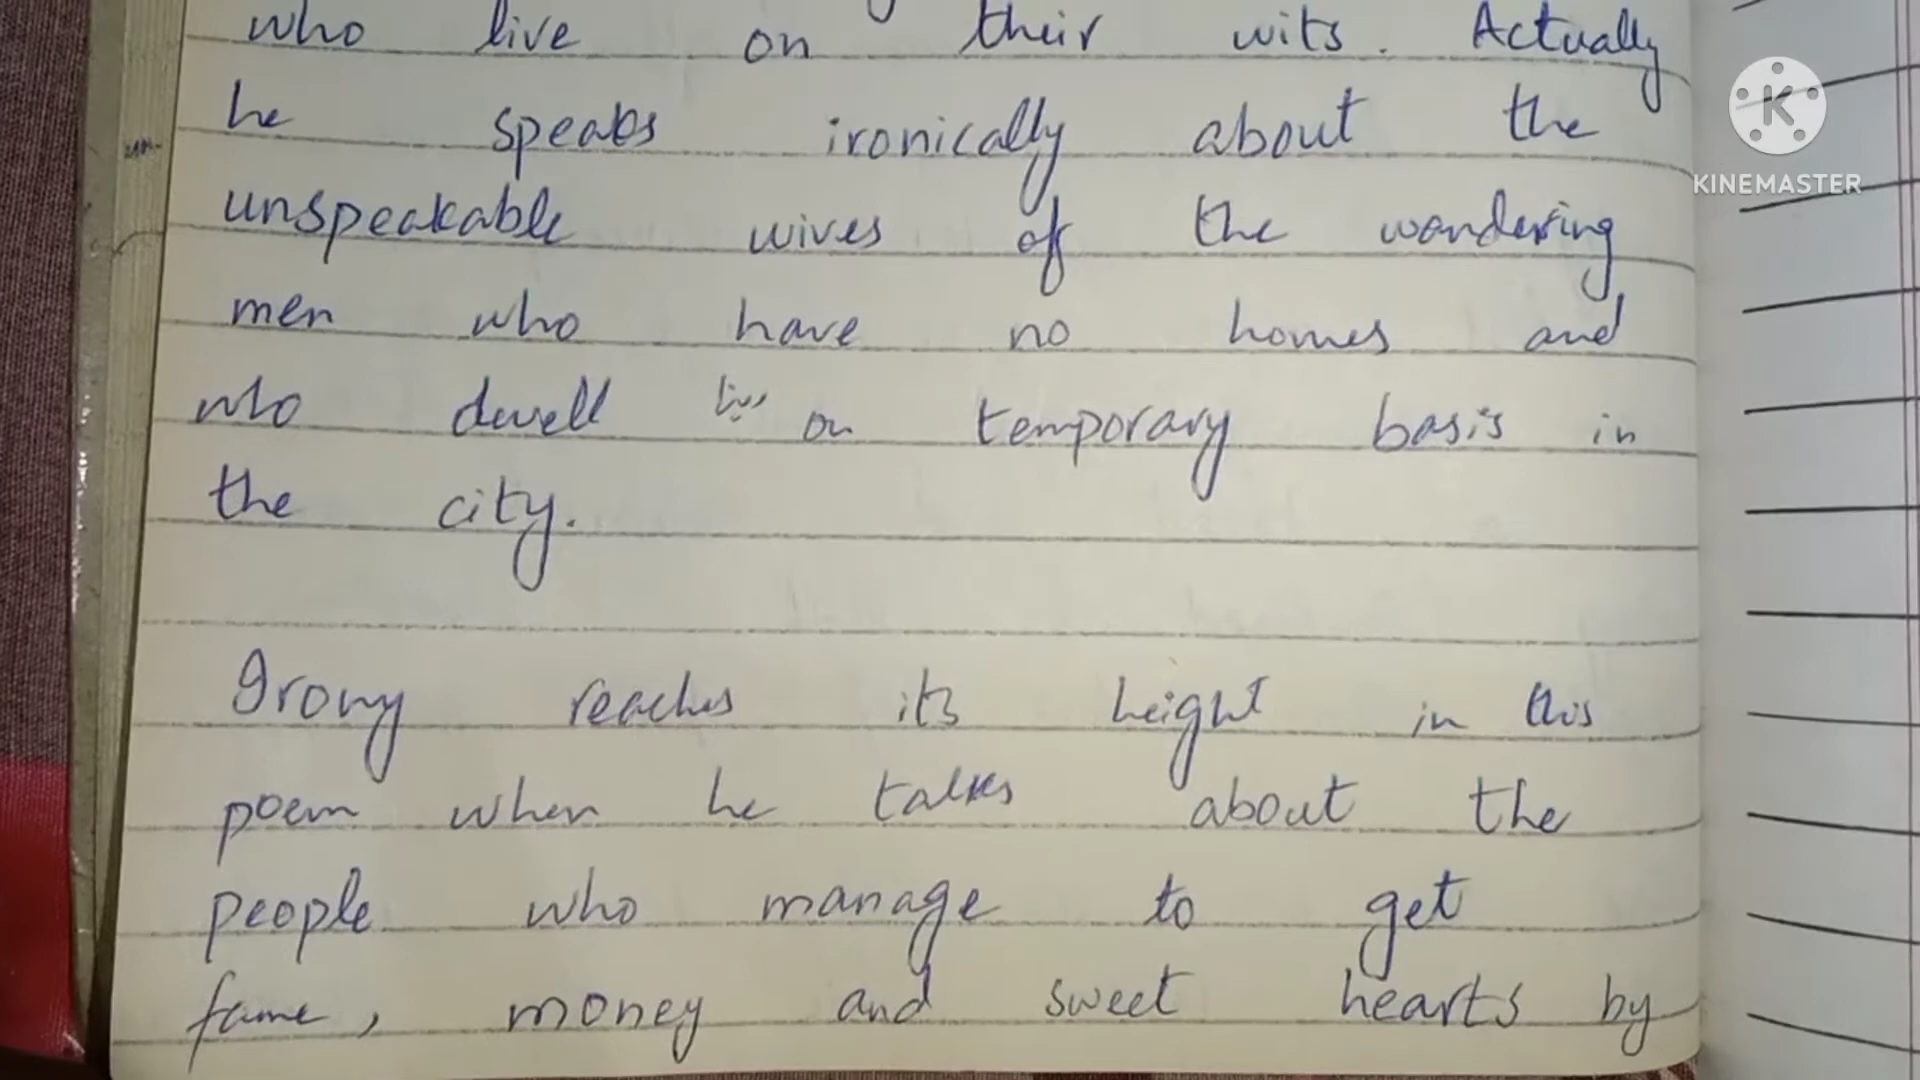 who live on their wits. Actually
he speaks ironically about the
unspeakable wives of the wandering
men who have no homes and
who dwell on temporary basis in
the city.
Irony reaches its height in this
poem when he talks about the
people who manage to get
fame, money and sweet hearts by
KINEMASTER